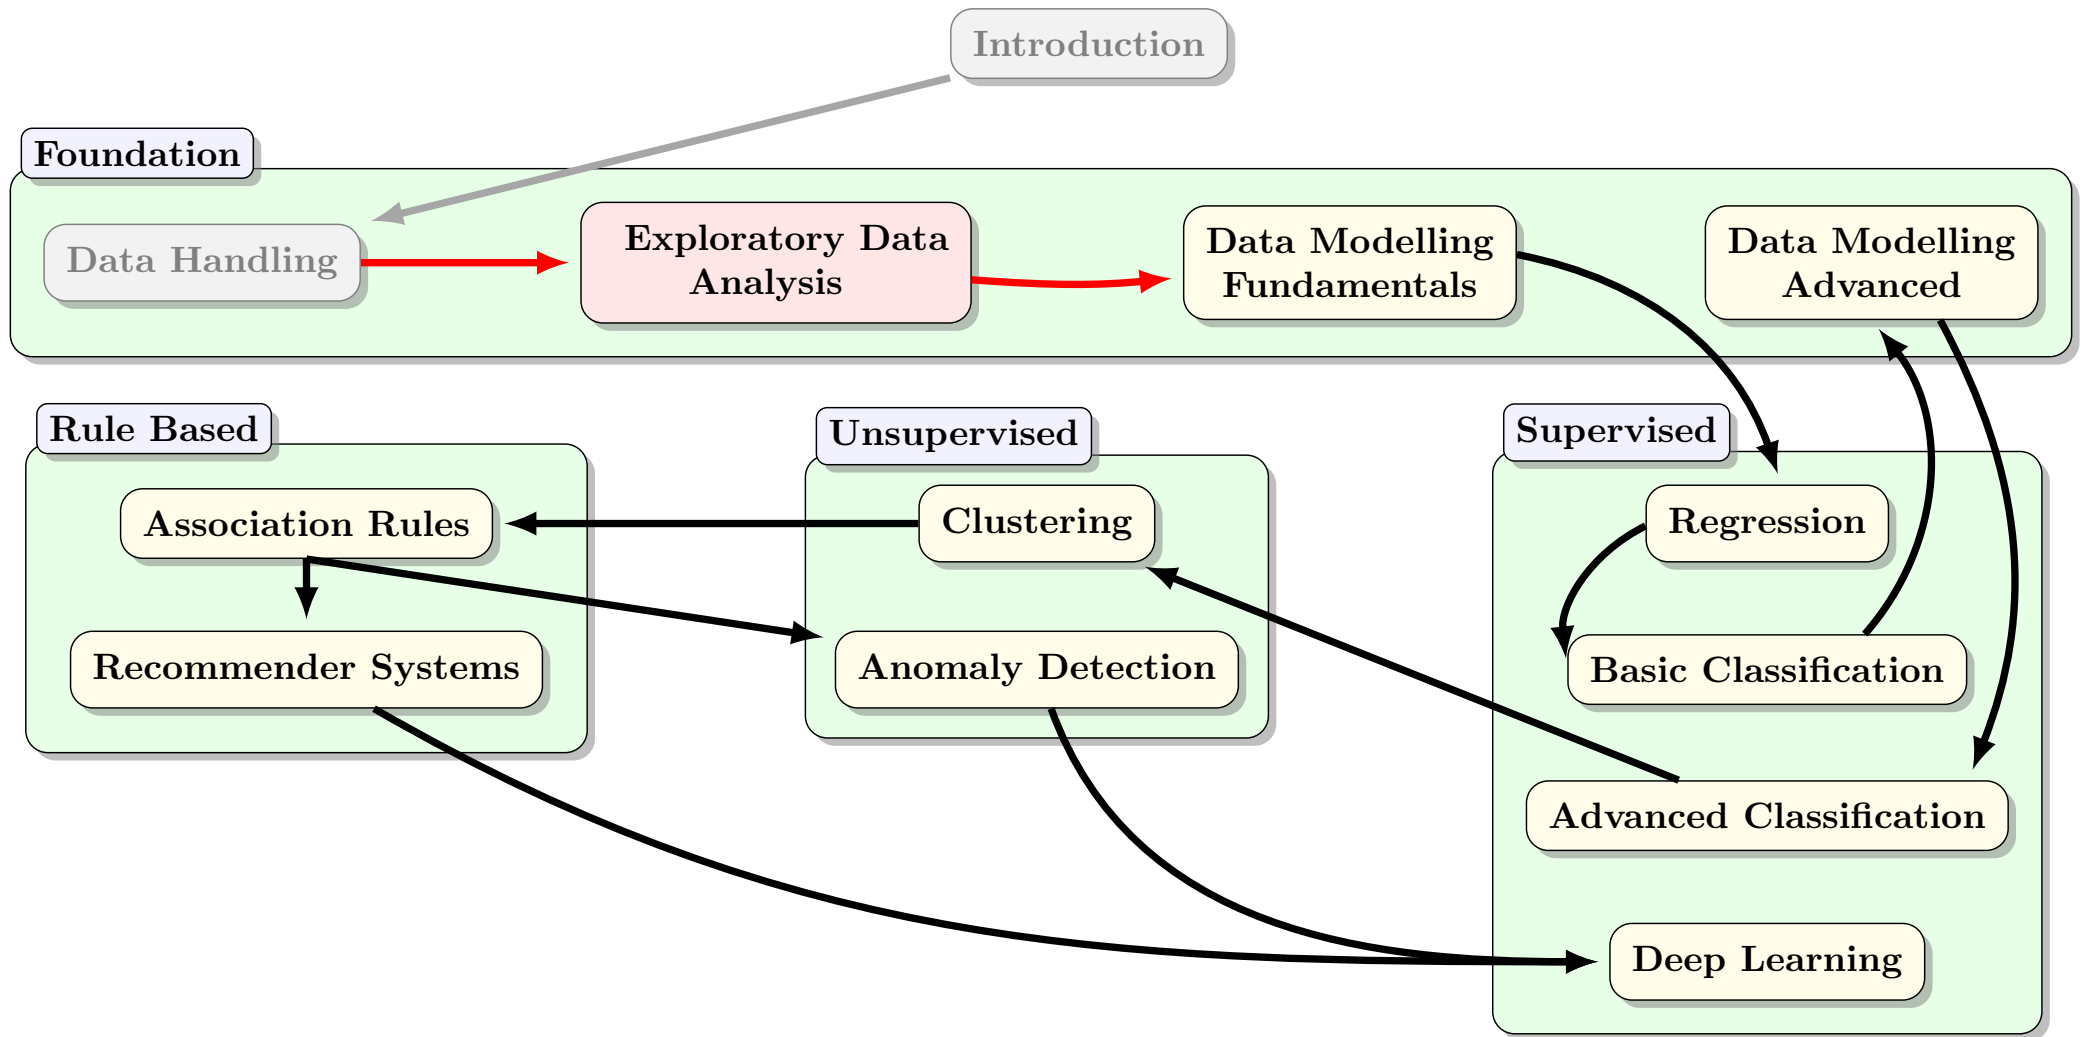 Introduction
Foundation
Data Handling
Exploratory Data
Analysis
Data Modelling
Fundamentals
Data Modelling
Advanced
Rule Based
Association Rules
Recommender Systems
Unsupervised
Clustering
Anomaly Detection
Supervised
Regression
Basic Classification
Advanced Classification
Deep Learning